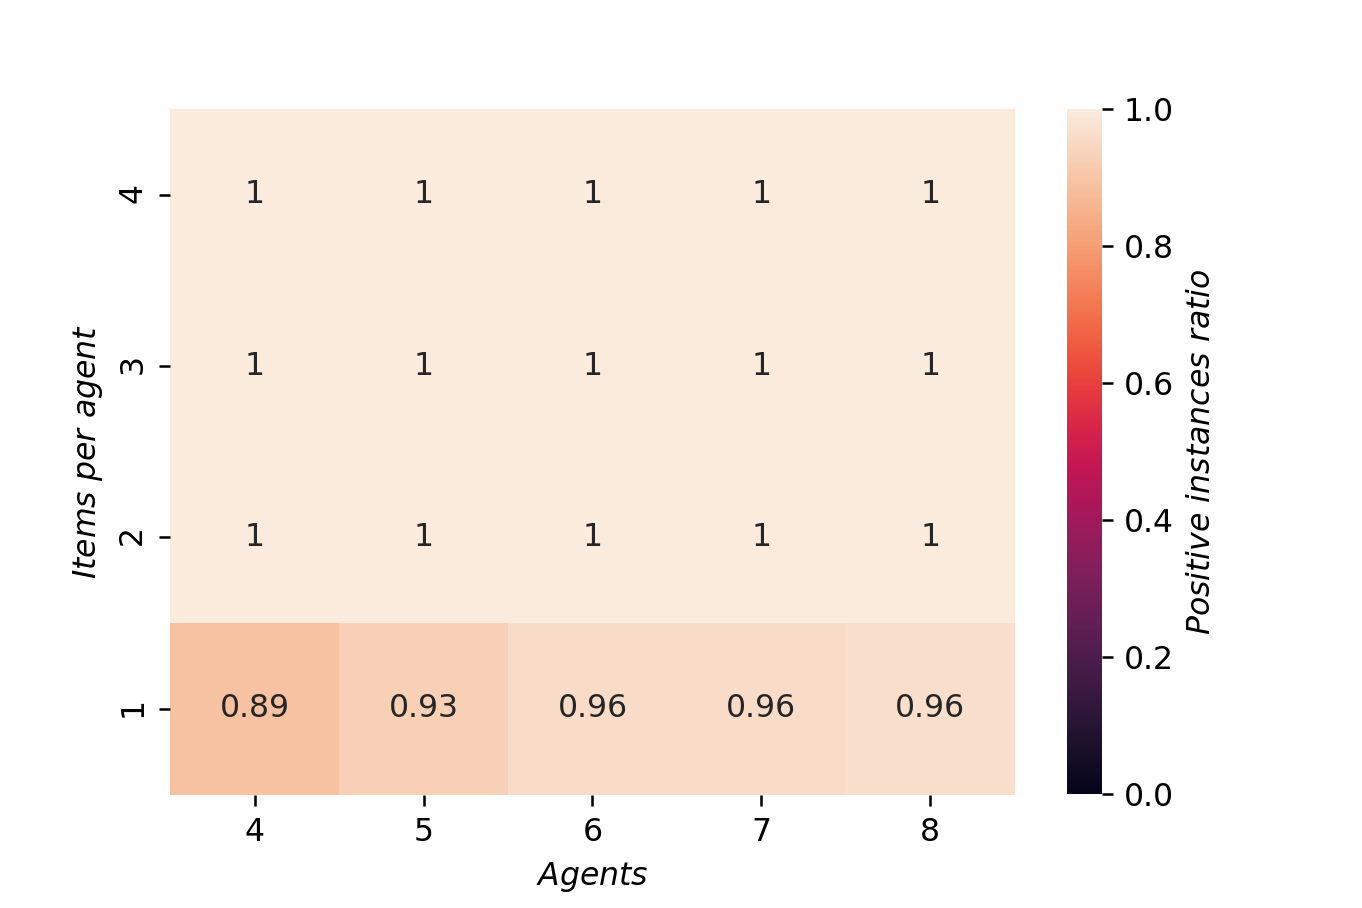 4 1 1 1 1 1
3 1 1 1 1 1
2 1 1 1 1 1
1 0.89 0.93 0.96 0.96 0.96
4 5 6 7 8
Agents
Items per agent
1.0
0.8
0.6
0.4
0.2
0.0
Positive instances ratio